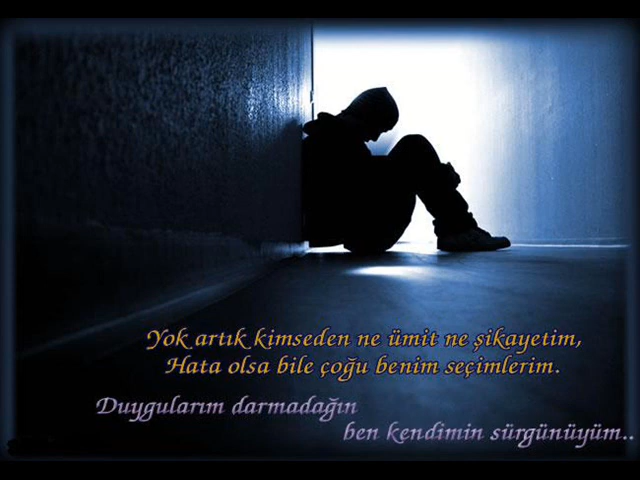 Yok artık kimseden ne ümit ne şikayetim,
Hata olsa bile çoğu benim seçimlerim.
Duygularım darmadağın
ben kendimin sürgünüyüm..